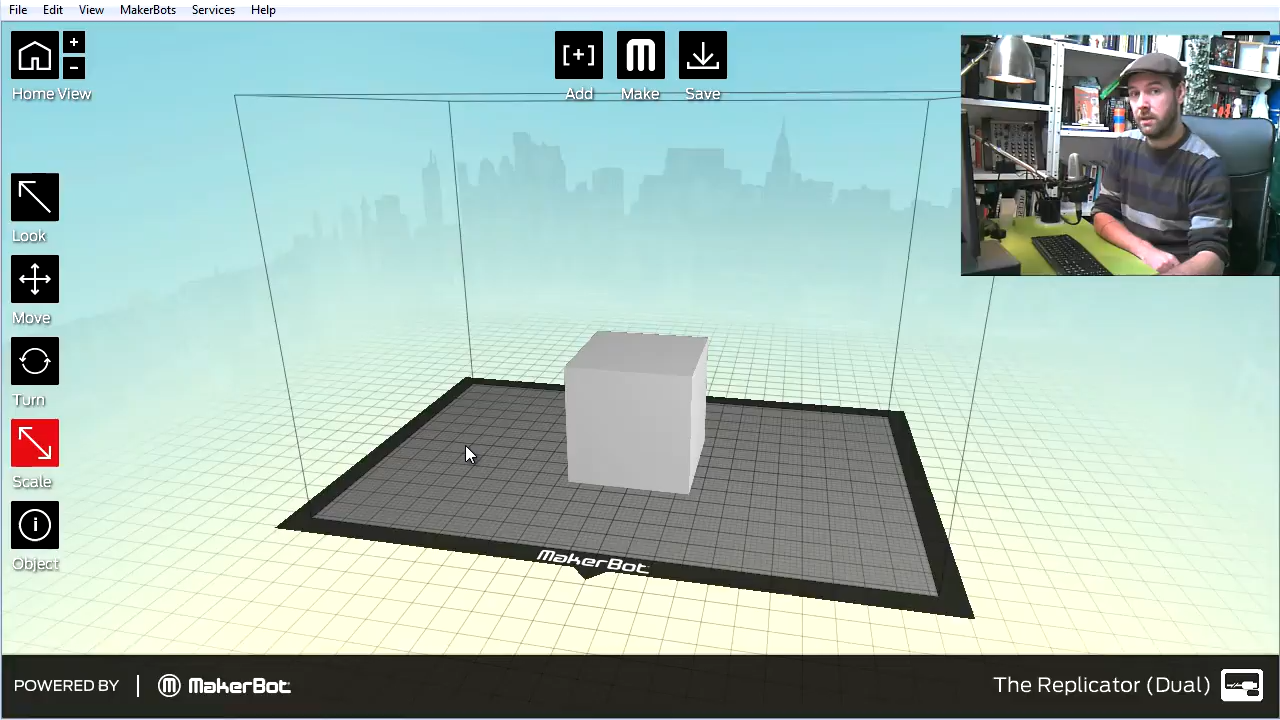 File Edit View MakerBots Services Help
+
-
Home View
[+] Add
M Make
Save
Look
Move
Turn
Scale
i
Object
MakerBot
POWERED BY | M MakerBot
The Replicator (Dual)